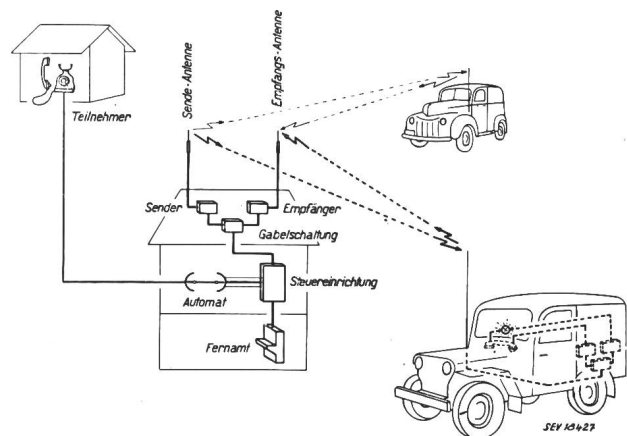 Teilnehmer
Sende-Antenne
Empfangs-Antenne
Sender
Empfänger
Gabelschaltung
Steuereinrichtung
Automat
Fernamt
SEV 18427